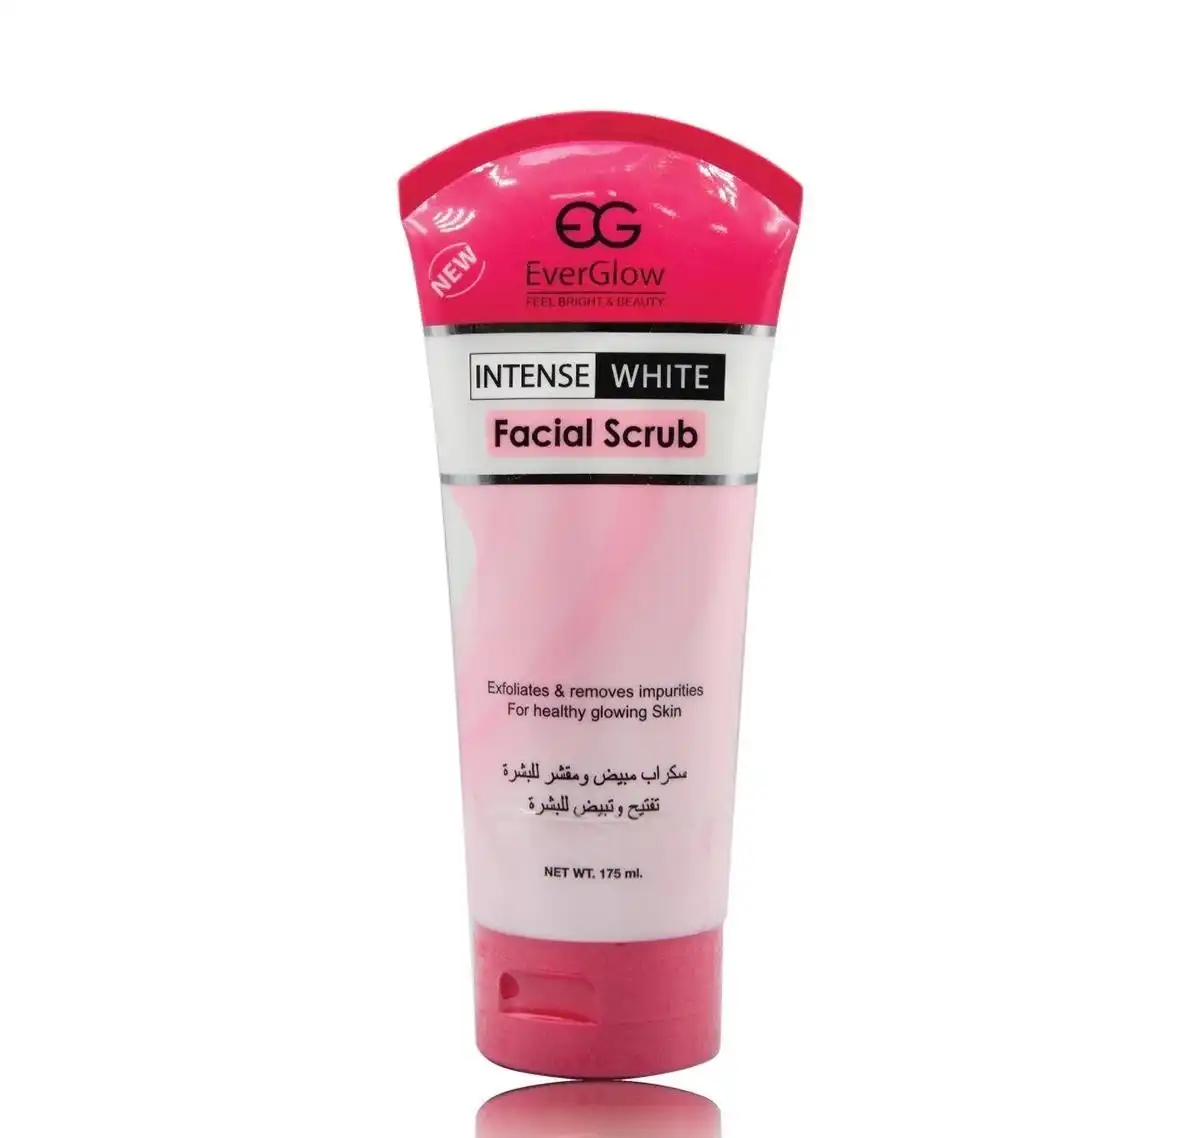 EG
EverGlow
FEEL BRIGHT & BEAUTY
NEW
INTENSE WHITE
Facial Scrub
Exfoliates & removes impurities
For healthy glowing Skin
سكراب مبيض ومقشر للبشرة
تفتيح وتبيض للبشرة
NET WT. 175 ml.